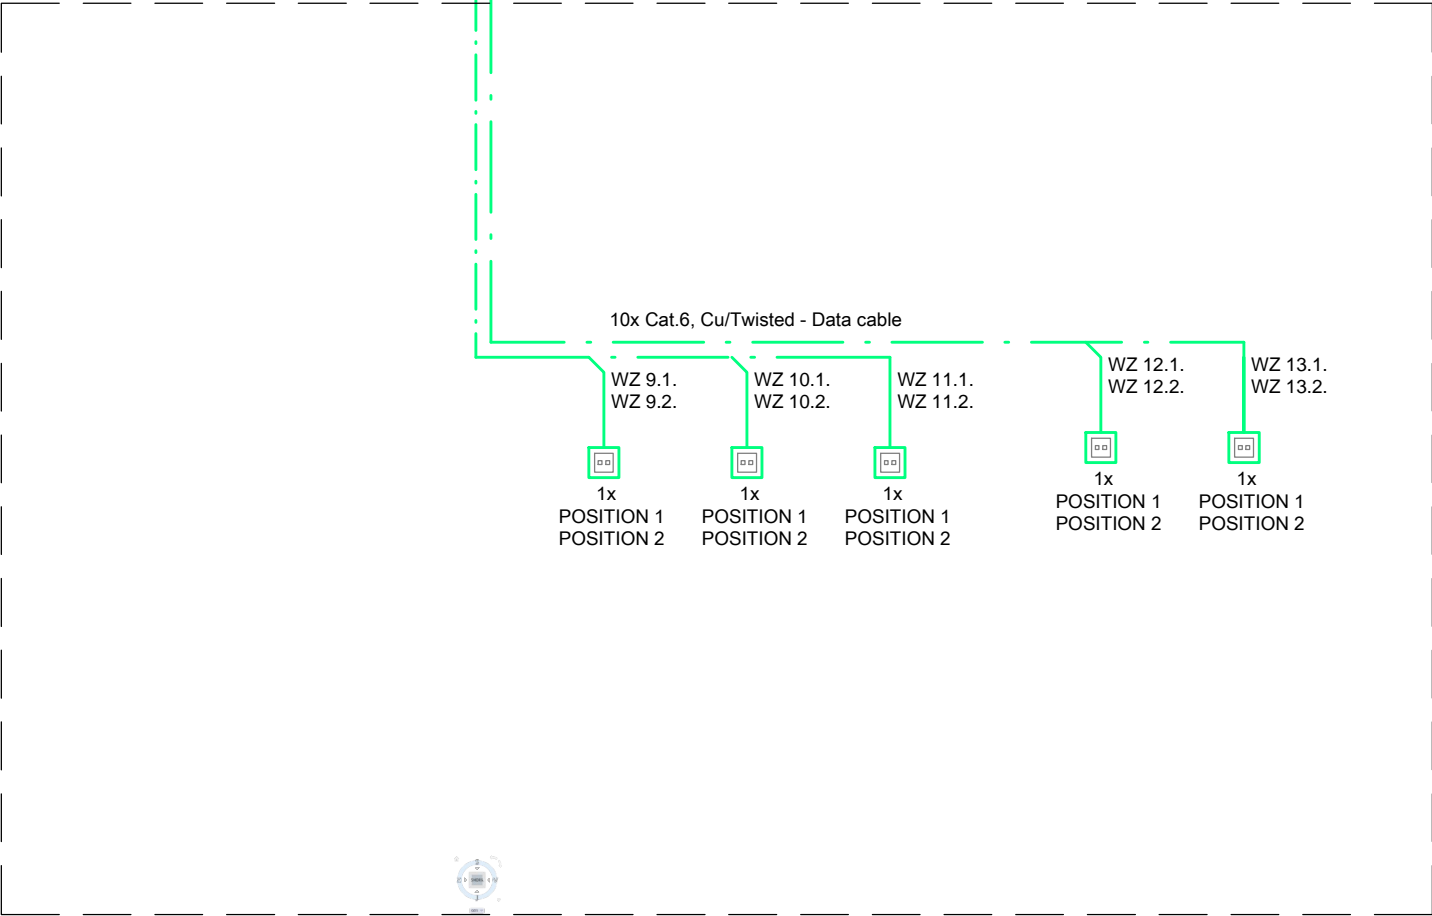 10x Cat.6, Cu/Twisted - Data cable
WZ 9.1.
WZ 9.2.
WZ 10.1.
WZ 10.2.
WZ 11.1.
WZ 11.2.
WZ 12.1.
WZ 12.2.
WZ 13.1.
WZ 13.2.
1x
POSITION 1
POSITION 2
1x
POSITION 1
POSITION 2
1x
POSITION 1
POSITION 2
1x
POSITION 1
POSITION 2
1x
POSITION 1
POSITION 2